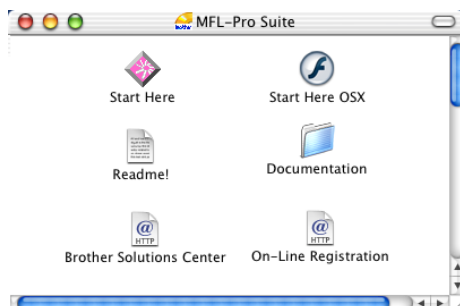 MFL-Pro Suite
Start Here
Start Here OSX
Readme!
Documentation
@
HTTP
@
HTTP
Brother Solutions Center
On-Line Registration